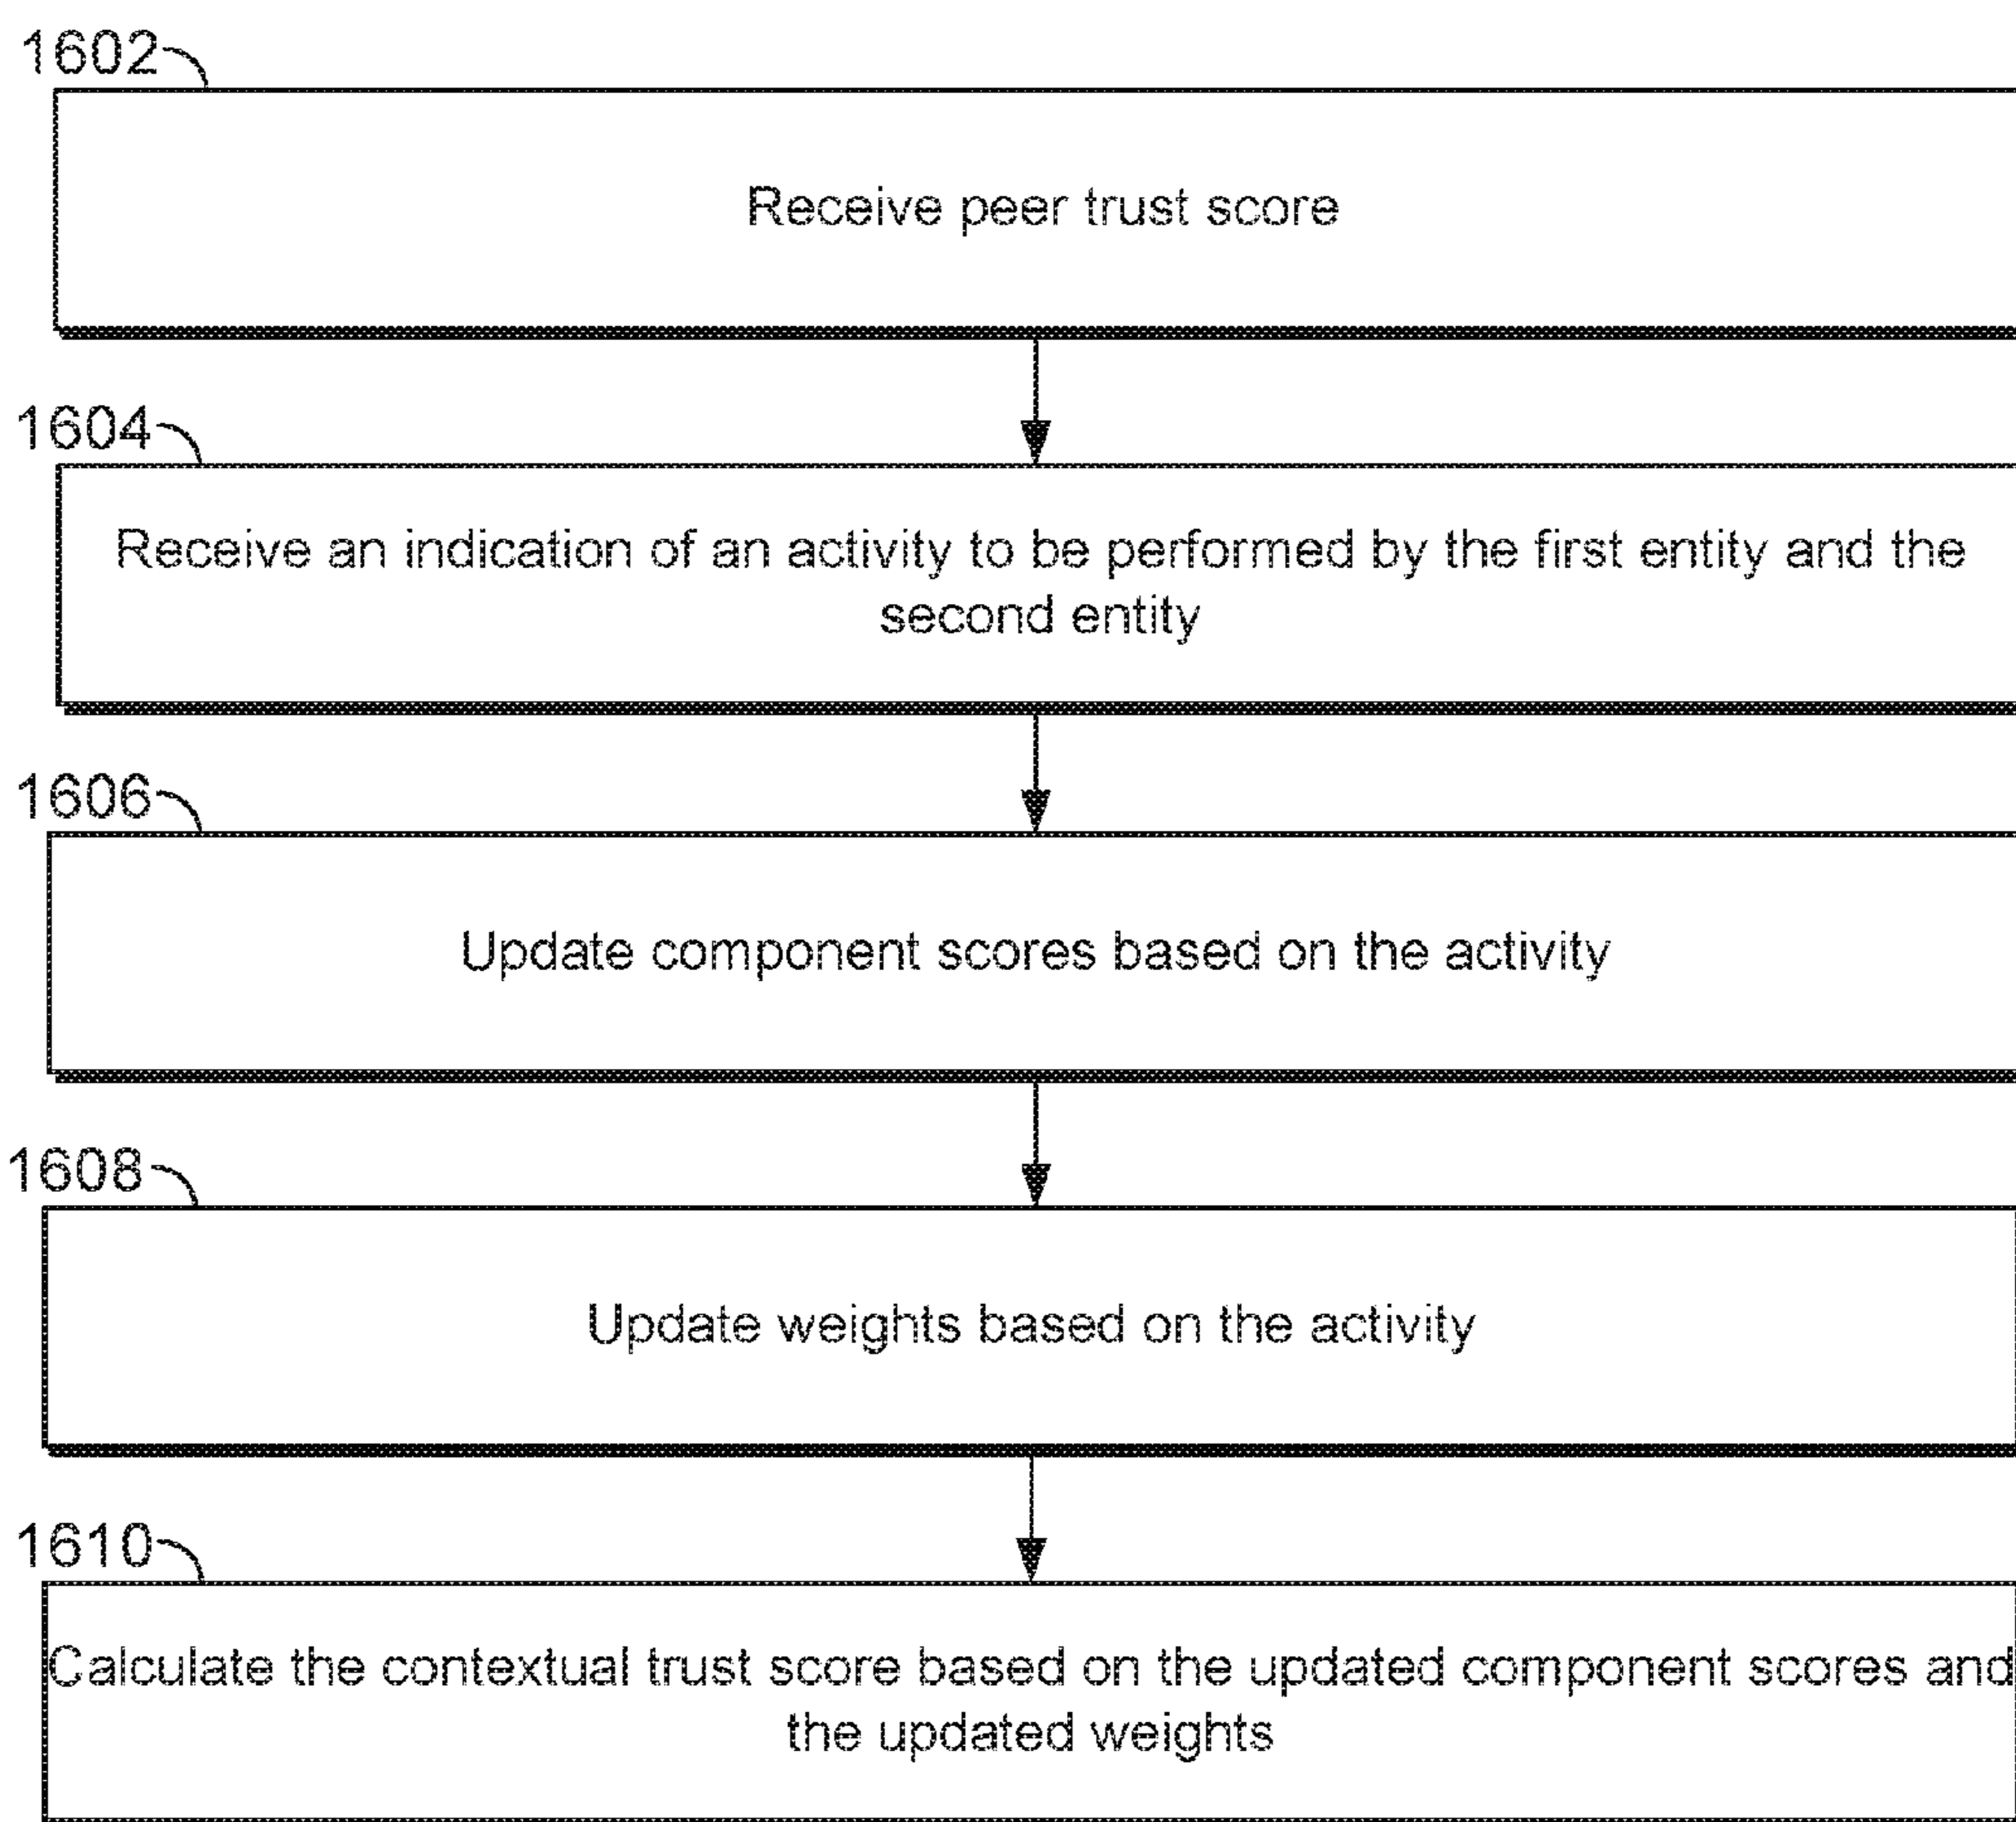 1602
Receive peer trust score
1604
Receive an indication of an activity to be performed by the first entity and the
second entity
1606
Update component scores based on the activity
1608
Update weights based on the activity
1610
Calculate the contextual trust score based on the updated component scores and
the updated weights